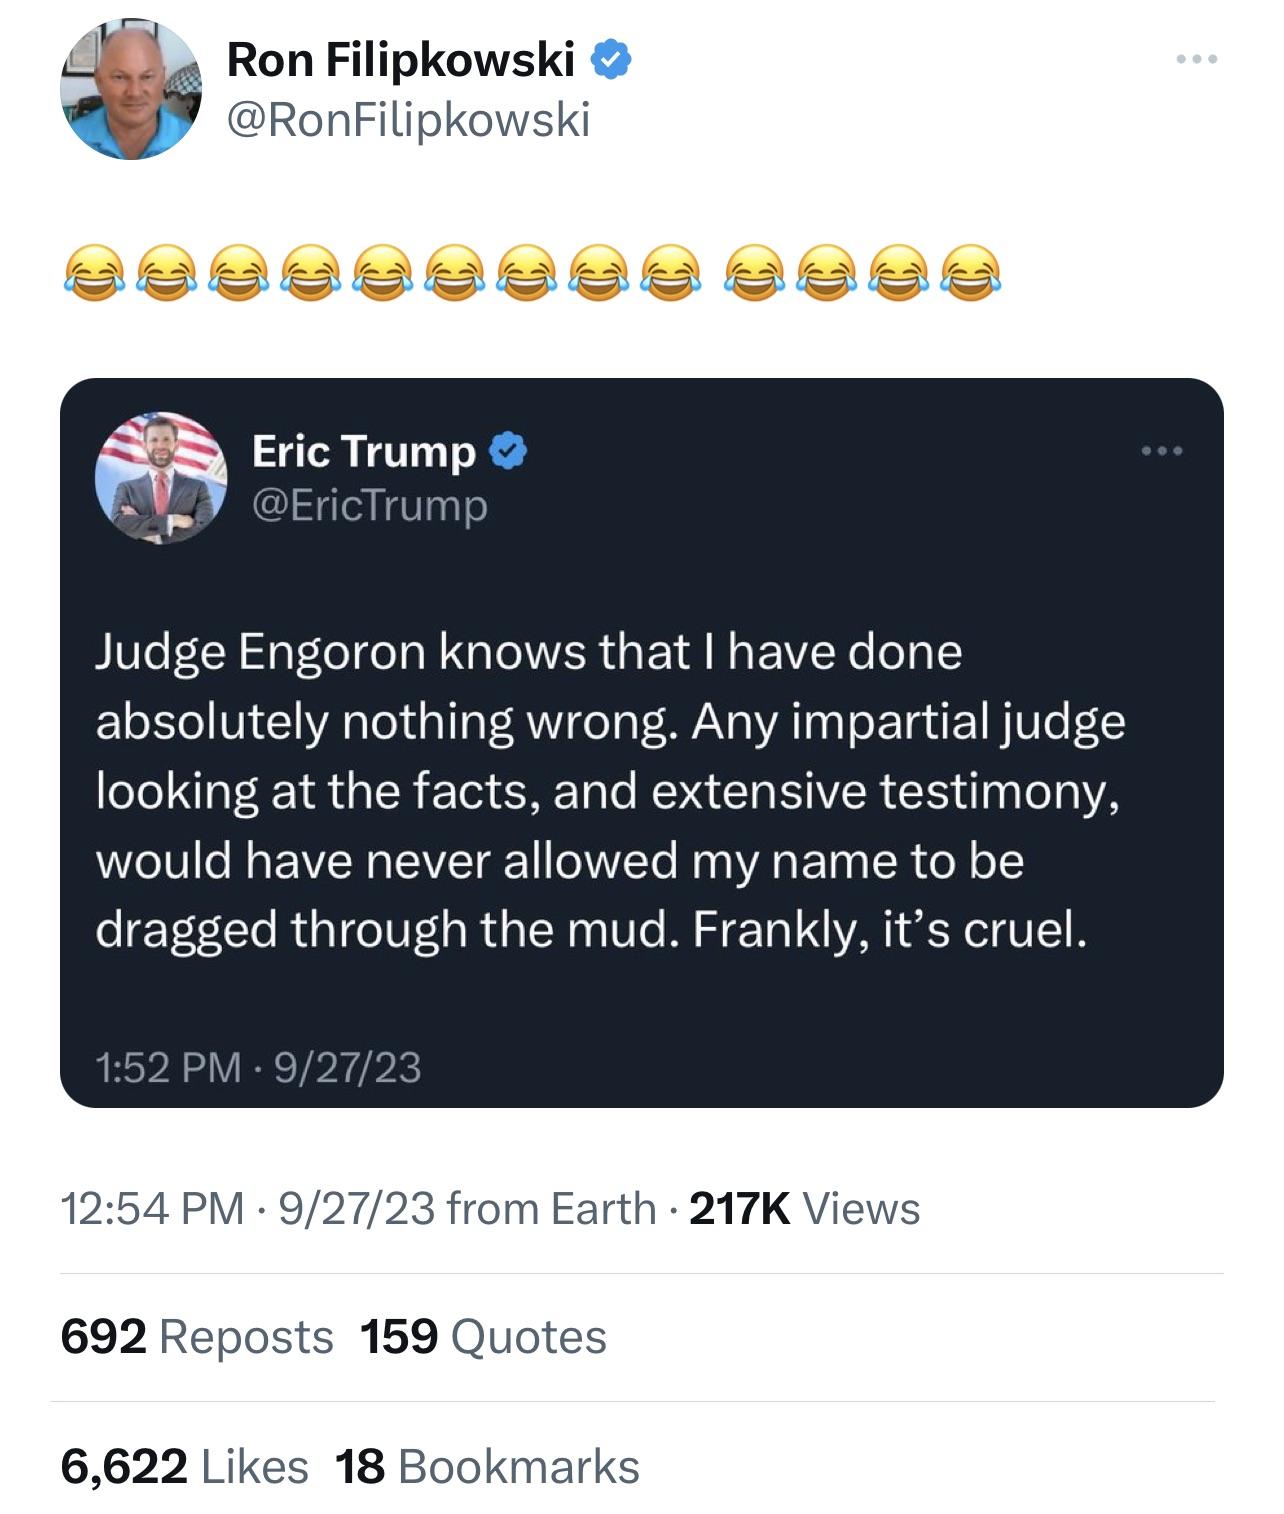 Ron Filipkowski
@RonFilipkowski
😂😂😂😂😂😂😂😂😂 😂😂😂😂
Eric Trump
@EricTrump
Judge Engoron knows that I have done
absolutely nothing wrong. Any impartial judge
looking at the facts, and extensive testimony,
would have never allowed my name to be
dragged through the mud. Frankly, it’s cruel.
1:52 PM · 9/27/23
12:54 PM · 9/27/23 from Earth · 217K Views
692 Reposts 159 Quotes
6,622 Likes 18 Bookmarks